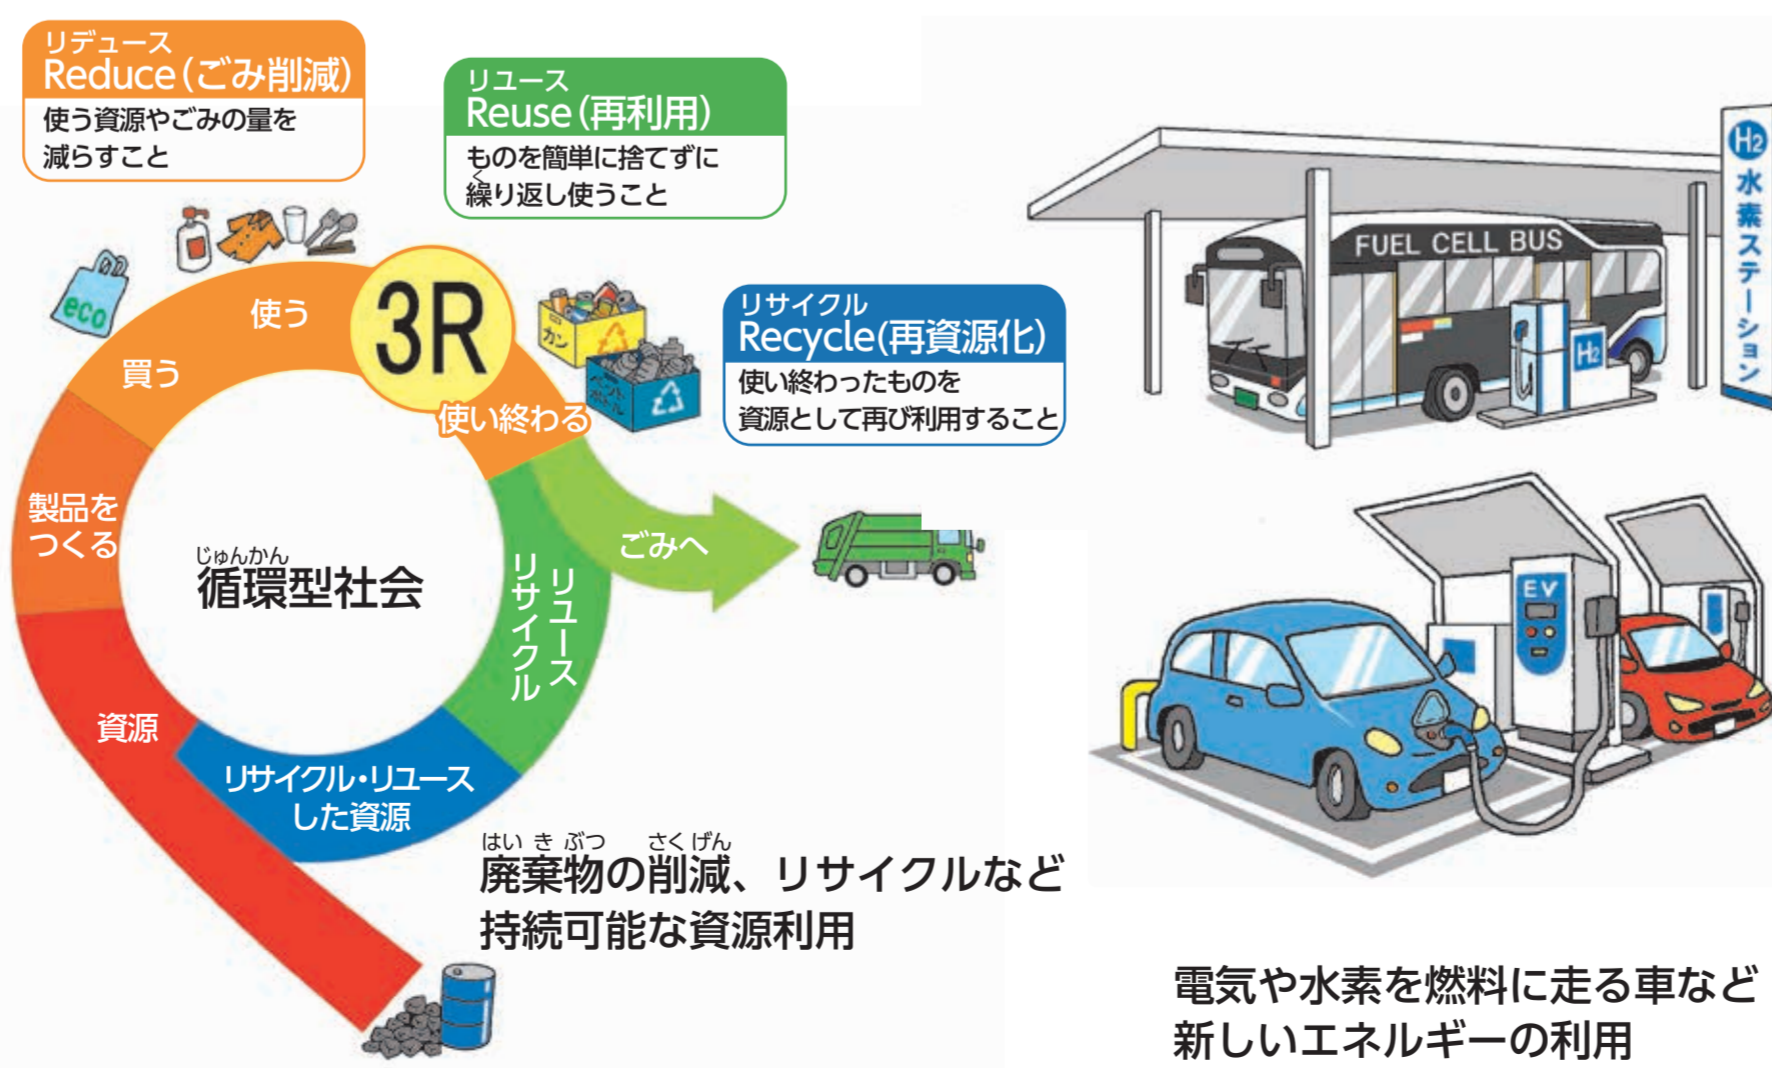 リデュース
Reduce(ごみ削減)
使う資源やごみの量を
減らすこと
リユース
Reuse(再利用)
ものを簡単に捨てずに
く
繰り返し使うこと
リサイクル
Recycle(再資源化)
使い終わったものを
資源として再び利用すること
eco
カン
ペット
ボトル
3R
使う
買う
使い終わる
製品を
つくる
じゅんかん
循環型社会
リユース
リサイクル
ごみへ
資源
リサイクル・リユース
した資源
はいきぶつ さくげん
廃棄物の削減、リサイクルなど
持続可能な資源利用
H2
水素ステーション
FUEL CELL BUS
H2
EV
電気や水素を燃料に走る車など
新しいエネルギーの利用